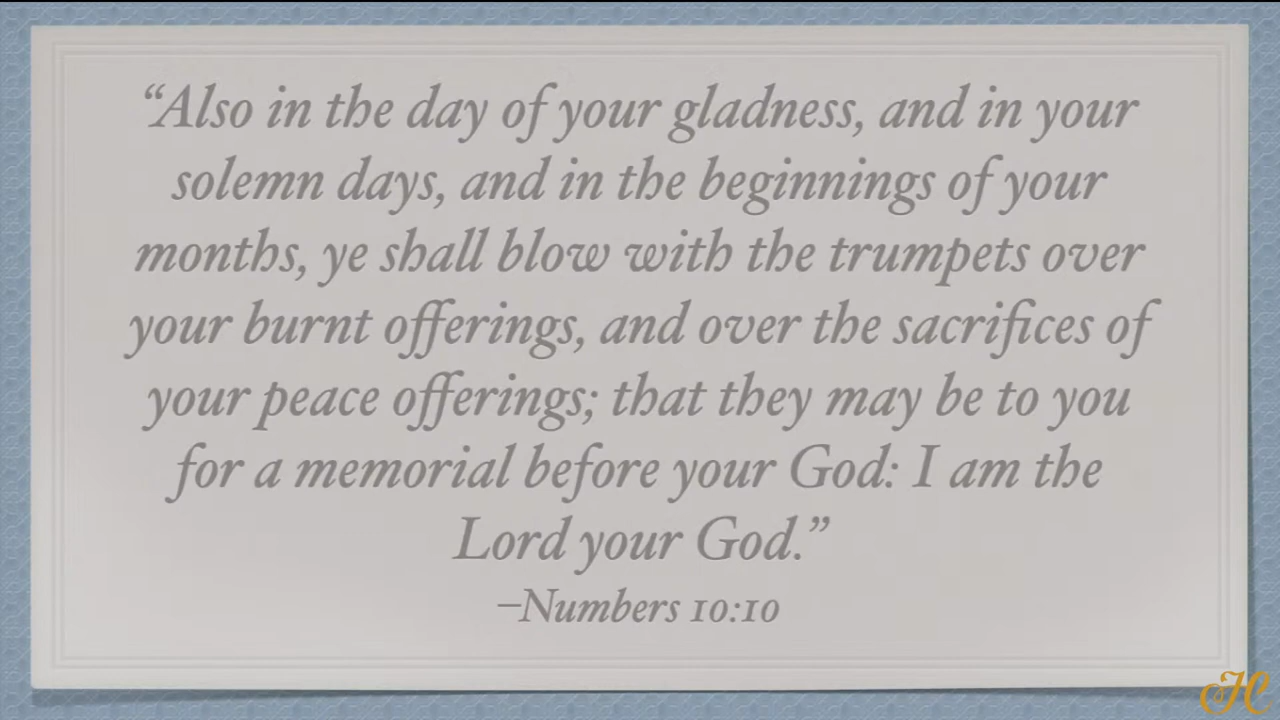 “Also in the day of your gladness, and in your
solemn days, and in the beginnings of your
months, ye shall blow with the trumpets over
your burnt offerings, and over the sacrifices of
your peace offerings; that they may be to you
for a memorial before your God: I am the
Lord your God.”
–Numbers 10:10